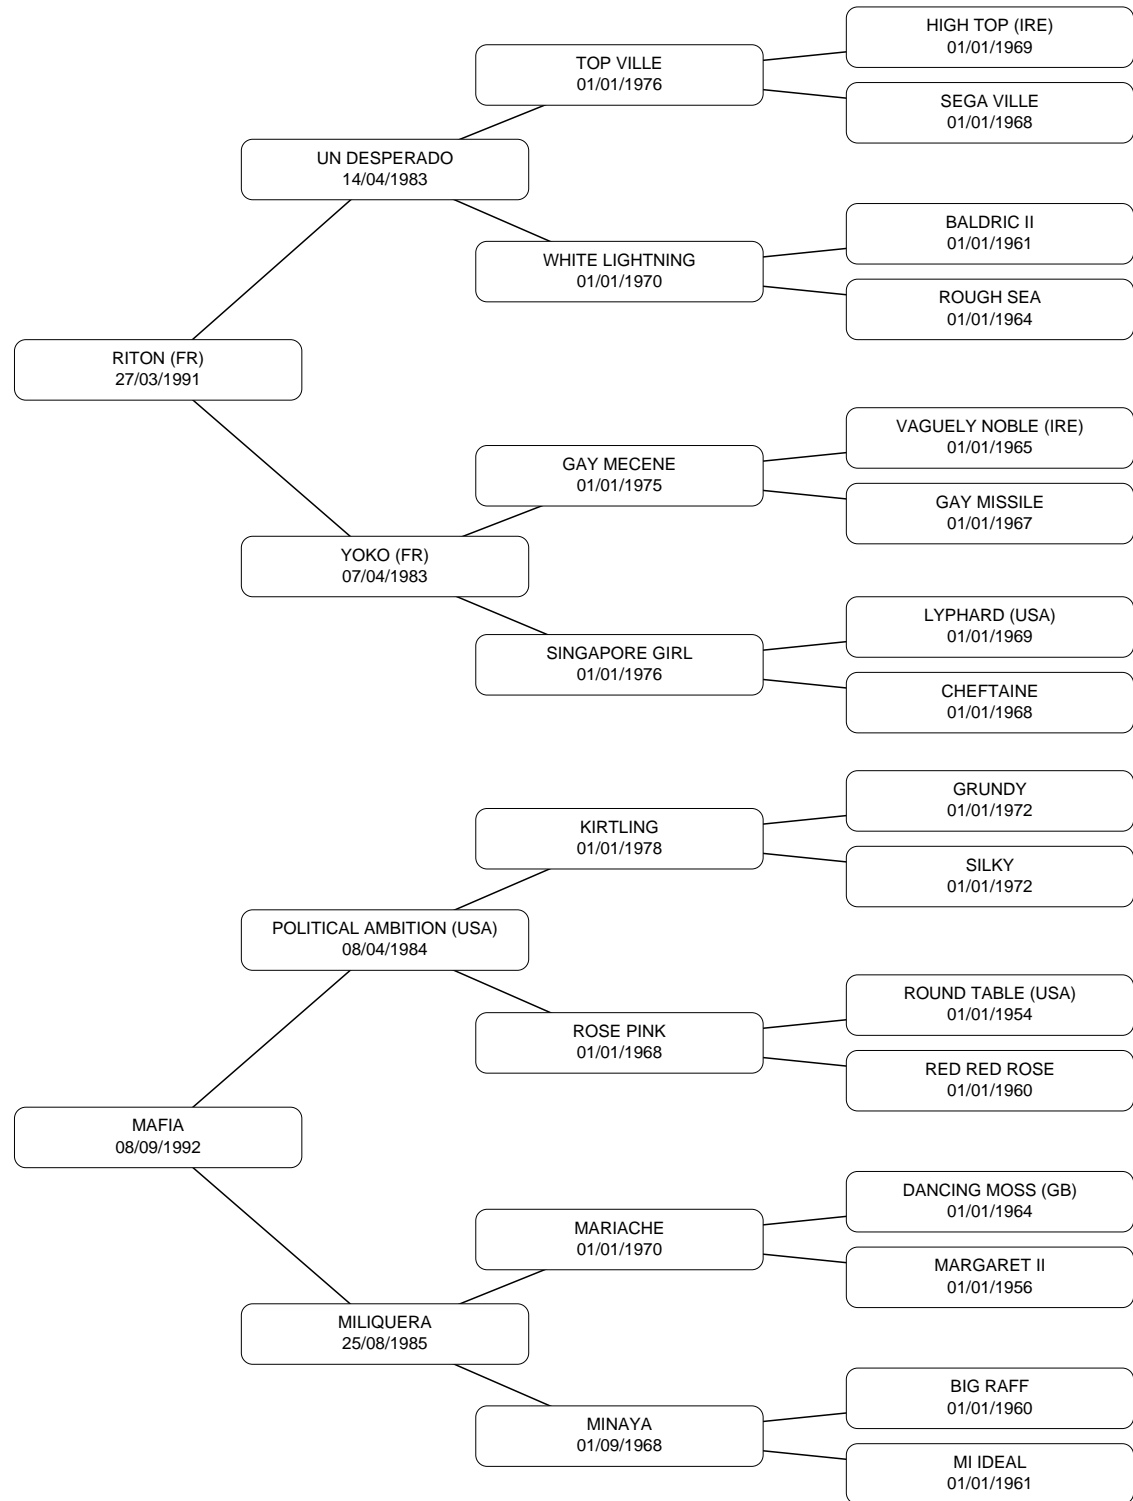 HIGH TOP (IRE)
01/01/1969
TOP VILLE
01/01/1976
SEGA VILLE
01/01/1968
UN DESPERADO
14/04/1983
BALDRIC II
01/01/1961
WHITE LIGHTNING
01/01/1970
ROUGH SEA
01/01/1964
RITON (FR)
27/03/1991
VAGUELY NOBLE (IRE)
01/01/1965
GAY MECENE
01/01/1975
GAY MISSILE
01/01/1967
YOKO (FR)
07/04/1983
LYPHARD (USA)
01/01/1969
SINGAPORE GIRL
01/01/1976
CHEFTAINE
01/01/1968
GRUNDY
01/01/1972
KIRTLING
01/01/1978
SILKY
01/01/1972
POLITICAL AMBITION (USA)
08/04/1984
ROUND TABLE (USA)
01/01/1954
ROSE PINK
01/01/1968
RED RED ROSE
01/01/1960
MAFIA
08/09/1992
DANCING MOSS (GB)
01/01/1964
MARIACHE
01/01/1970
MARGARET II
01/01/1956
MILIQUERA
25/08/1985
BIG RAFF
01/01/1960
MINAYA
01/09/1968
MI IDEAL
01/01/1961